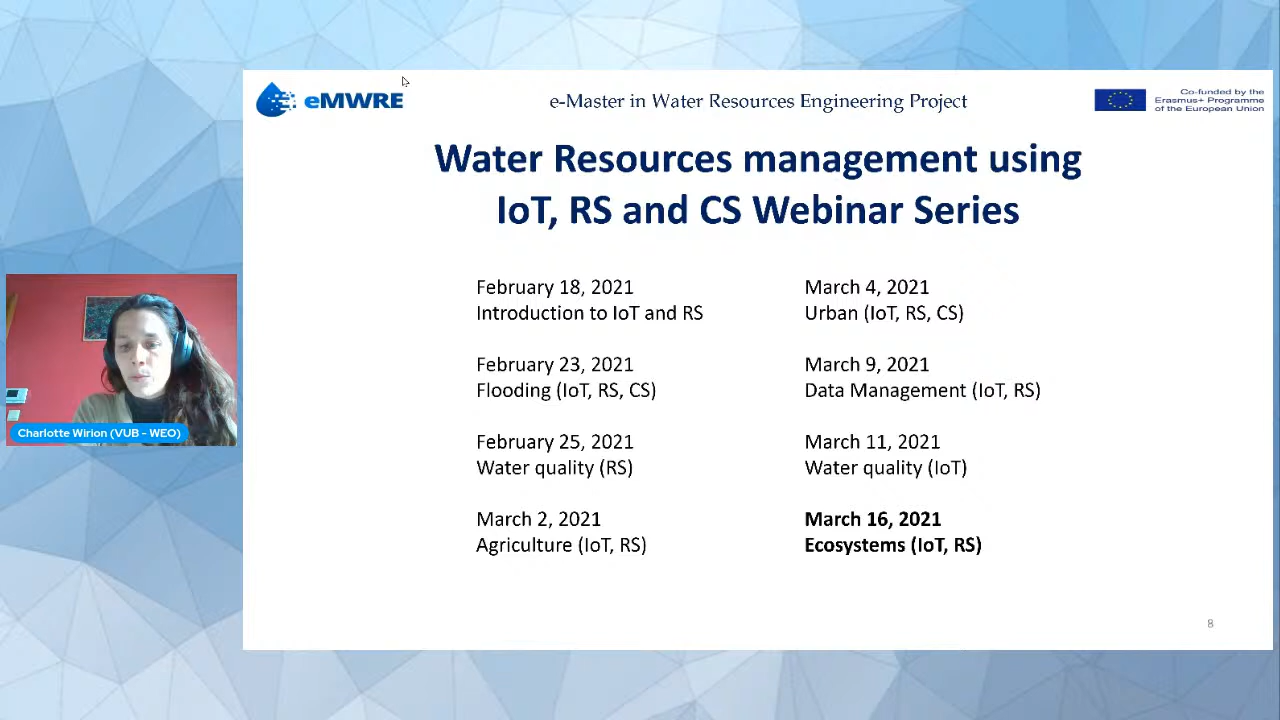 eMWRE
e-Master in Water Resources Engineering Project
Co-funded by the
Erasmus+ Programme
of the European Union
Water Resources management using
IoT, RS and CS Webinar Series
February 18, 2021
Introduction to IoT and RS
February 23, 2021
Flooding (IoT, RS, CS)
February 25, 2021
Water quality (RS)
March 2, 2021
Agriculture (IoT, RS)
March 4, 2021
Urban (IoT, RS, CS)
March 9, 2021
Data Management (IoT, RS)
March 11, 2021
Water quality (IoT)
March 16, 2021
Ecosystems (IoT, RS)
8
Charlotte Wirion (VUB - WEO)